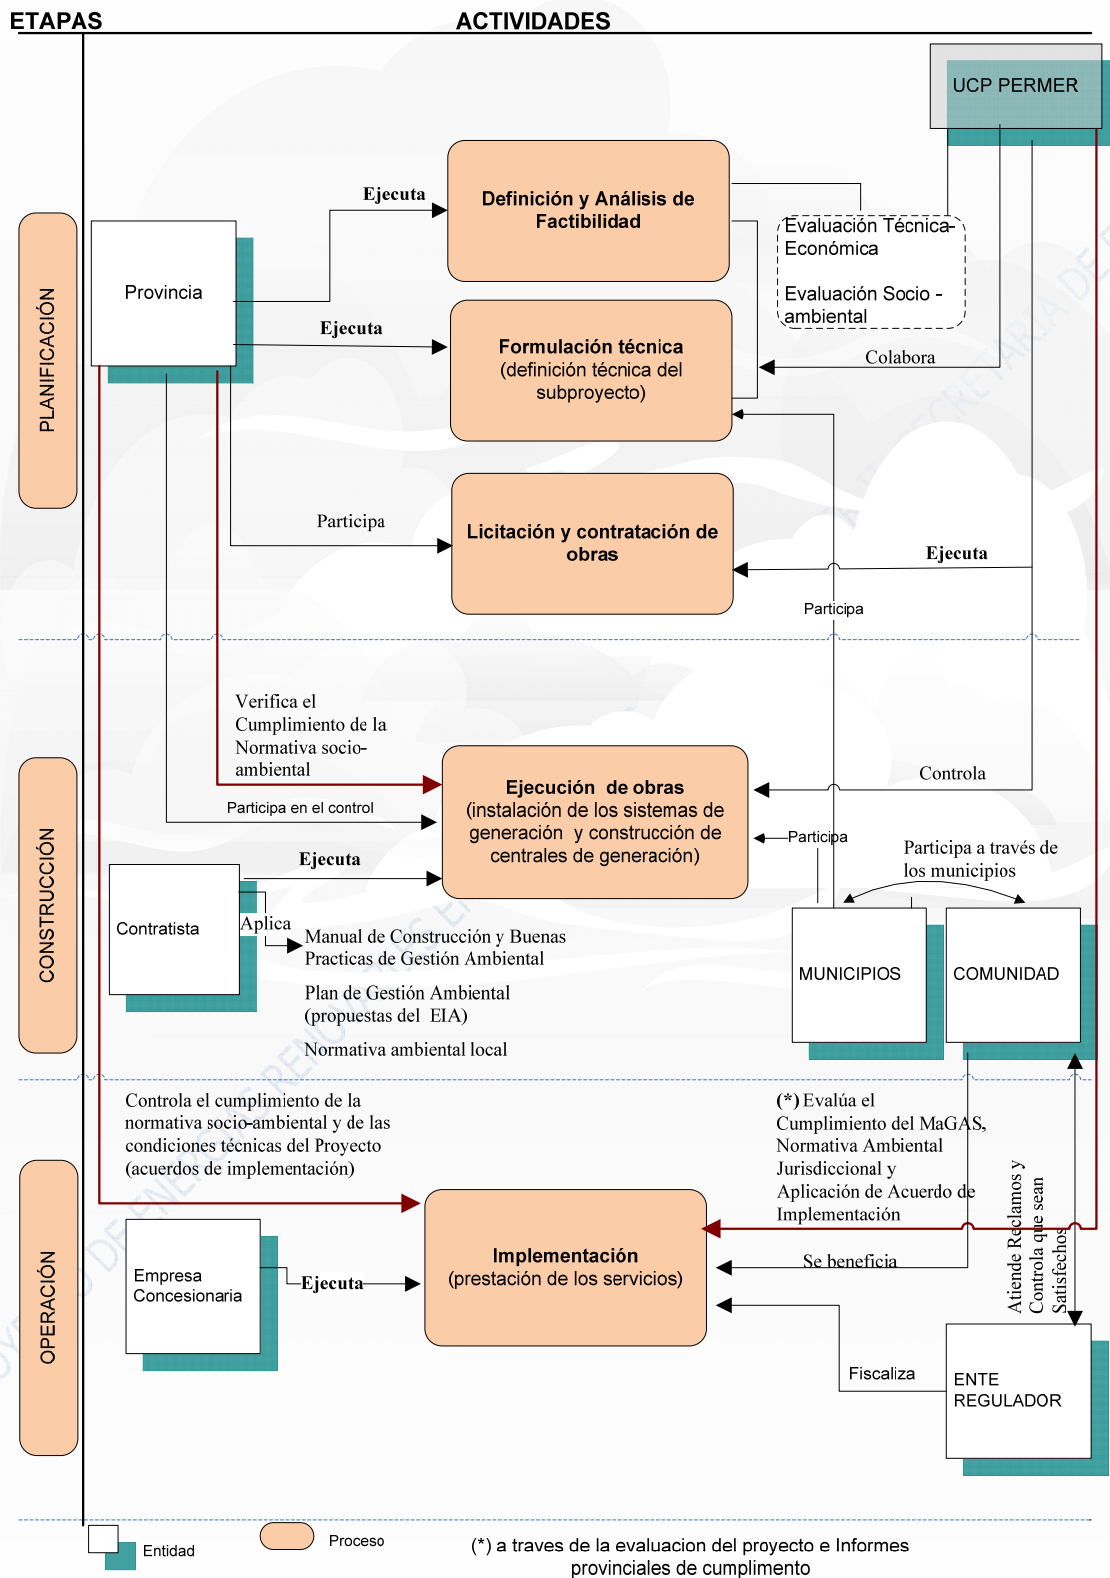 ETAPAS
ACTIVIDADES
UCP PERMER
Ejecuta
Definición y Análisis de
Factibilidad
Evaluación Técnica-
Económica
Evaluación Socio -
ambiental
PLANIFICACIÓN
Provincia
Ejecuta
Formulación técnica
(definición técnica del
subproyecto)
Colabora
Participa
Licitación y contratación de
obras
Ejecuta
Participa
Verifica el
Cumplimiento de la
Normativa socio-
ambiental
CONSTRUCCIÓN
Ejecución de obras
(instalación de los sistemas de
generación y construcción de
centrales de generación)
Controla
Participa en el control
Participa
Participa a través de
los municipios
Ejecuta
Contratista
Aplica
Manual de Construcción y Buenas
Practicas de Gestión Ambiental
Plan de Gestión Ambiental
(propuestas del EIA)
Normativa ambiental local
MUNICIPIOS
COMUNIDAD
Controla el cumplimiento de la
normativa socio-ambiental y de las
condiciones técnicas del Proyecto
(acuerdos de implementación)
(*) Evalúa el
Cumplimiento del MaGAS,
Normativa Ambiental
Jurisdiccional y
Aplicación de Acuerdo de
Implementación
OPERACIÓN
Empresa
Concesionaria
Ejecuta
Implementación
(prestación de los servicios)
Se beneficia
Atiende Reclamos y
Controla que sean
Satisfechos
Fiscaliza
ENTE
REGULADOR
Entidad
Proceso
(*) a traves de la evaluacion del proyecto e Informes
provinciales de cumplimento
DE ENERGIAS RENOVABLES E